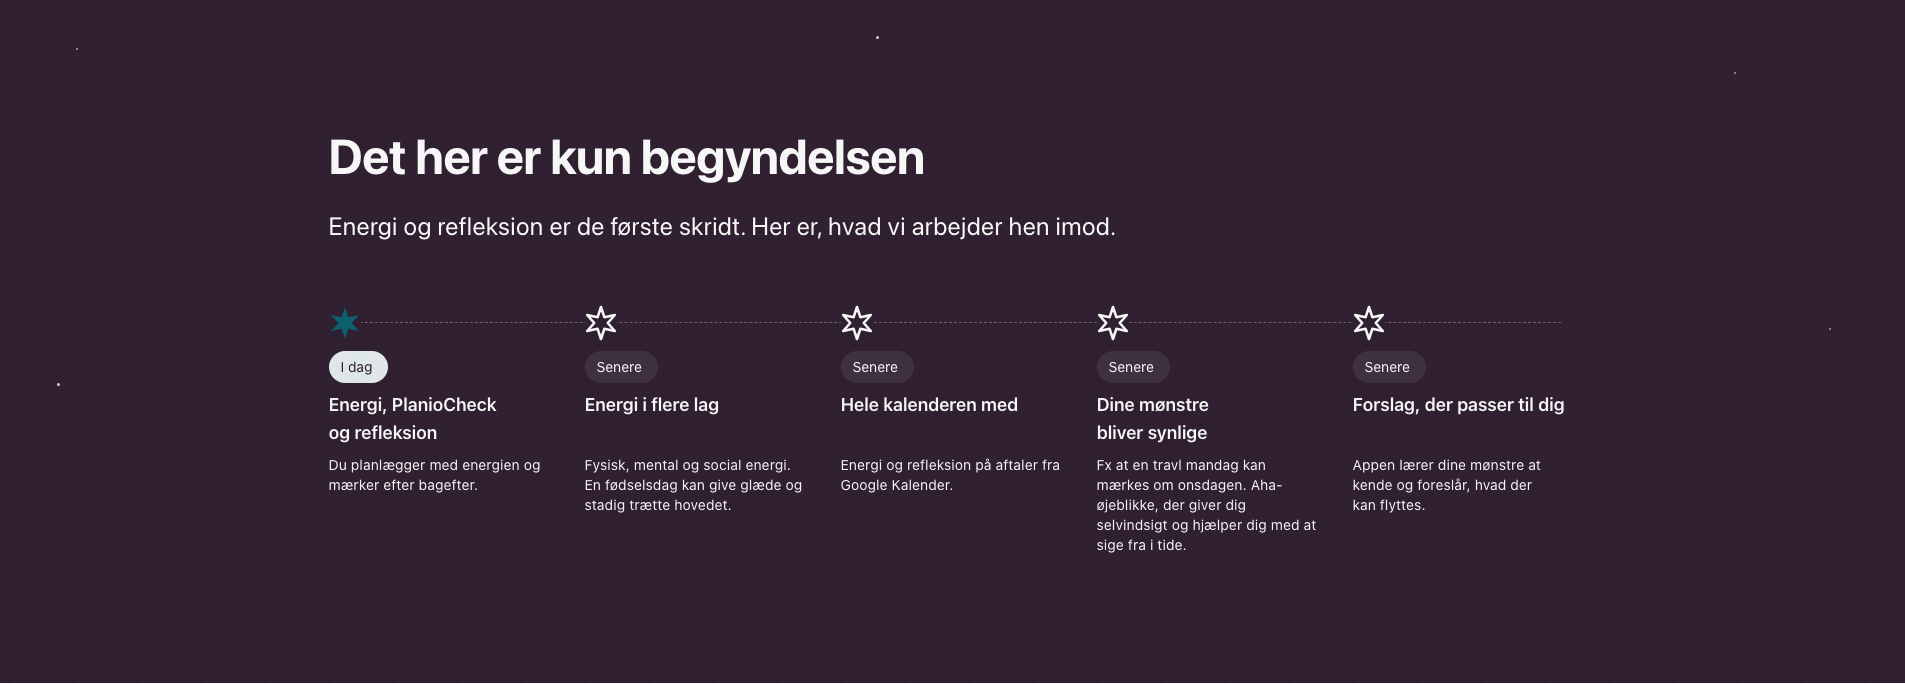 Det her er kun begyndelsen
Energi og refleksion er de første skridt. Her er, hvad vi arbejder hen imod.
I dag
Energi, PlanioCheck
og refleksion
Du planlægger med energien og
mærker efter bagefter.
Senere
Energi i flere lag
Fysisk, mental og social energi.
En fødselsdag kan give glæde og
stadig trætte hovedet.
Senere
Hele kalenderen med
Energi og refleksion på aftaler fra
Google Kalender.
Senere
Dine mønstre
bliver synlige
Fx at en travl mandag kan
mærkes om onsdagen. Aha-
øjeblikke, der giver dig
selvindsigt og hjælper dig med at
sige fra i tide.
Senere
Forslag, der passer til dig
Appen lærer dine mønstre at
kende og foreslår, hvad der
kan flyttes.